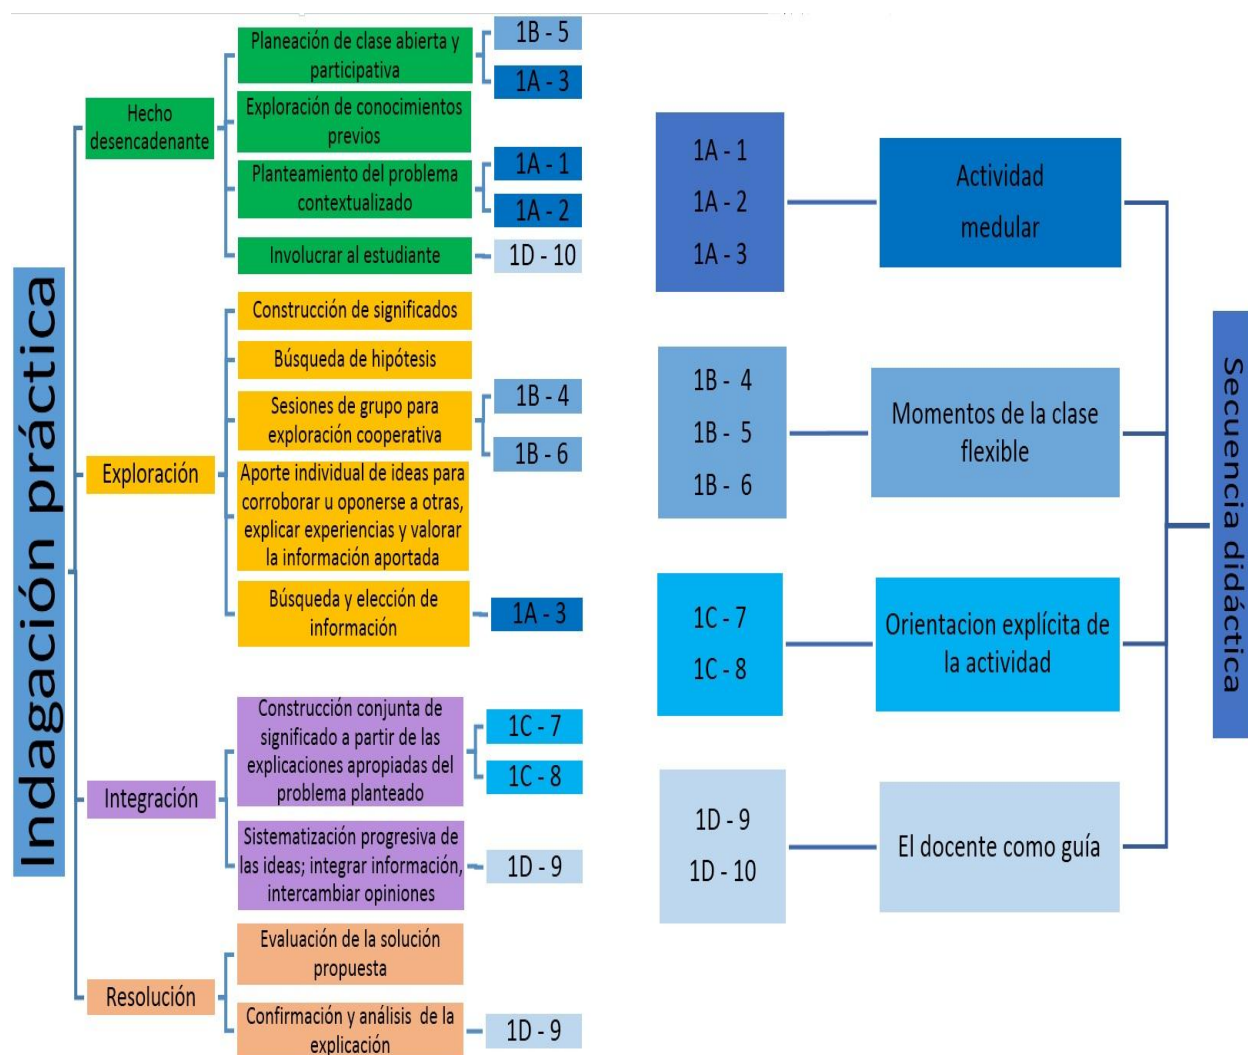 Indagación práctica
Hecho
desencadenante
Planeación de clase abierta y
participativa
1B - 5
1A - 3
Exploración de conocimientos
previos
Planteamiento del problema
contextualizado
1A - 1
1A - 2
Involucrar al estudiante
1D - 10
Exploración
Construcción de significados
Búsqueda de hipótesis
Sesiones de grupo para
exploración cooperativa
1B - 4
1B - 6
Aporte individual de ideas para
corroborar u oponerse a otras,
explicar experiencias y valorar
la información aportada
Búsqueda y elección de
información
1A - 3
Integración
Construcción conjunta de
significado a partir de las
explicaciones apropiadas del
problema planteado
1C - 7
1C - 8
Sistematización progresiva de
las ideas; integrar información,
intercambiar opiniones
1D - 9
Resolución
Evaluación de la solución
propuesta
Confirmación y análisis de la
explicación
1D - 9
1A - 1
1A - 2
1A - 3
Actividad
medular
1B - 4
1B - 5
1B - 6
Momentos de la clase
flexible
1C - 7
1C - 8
Orientacion explícita de
la actividad
1D - 9
1D - 10
El docente como guía
Secuencia didáctica